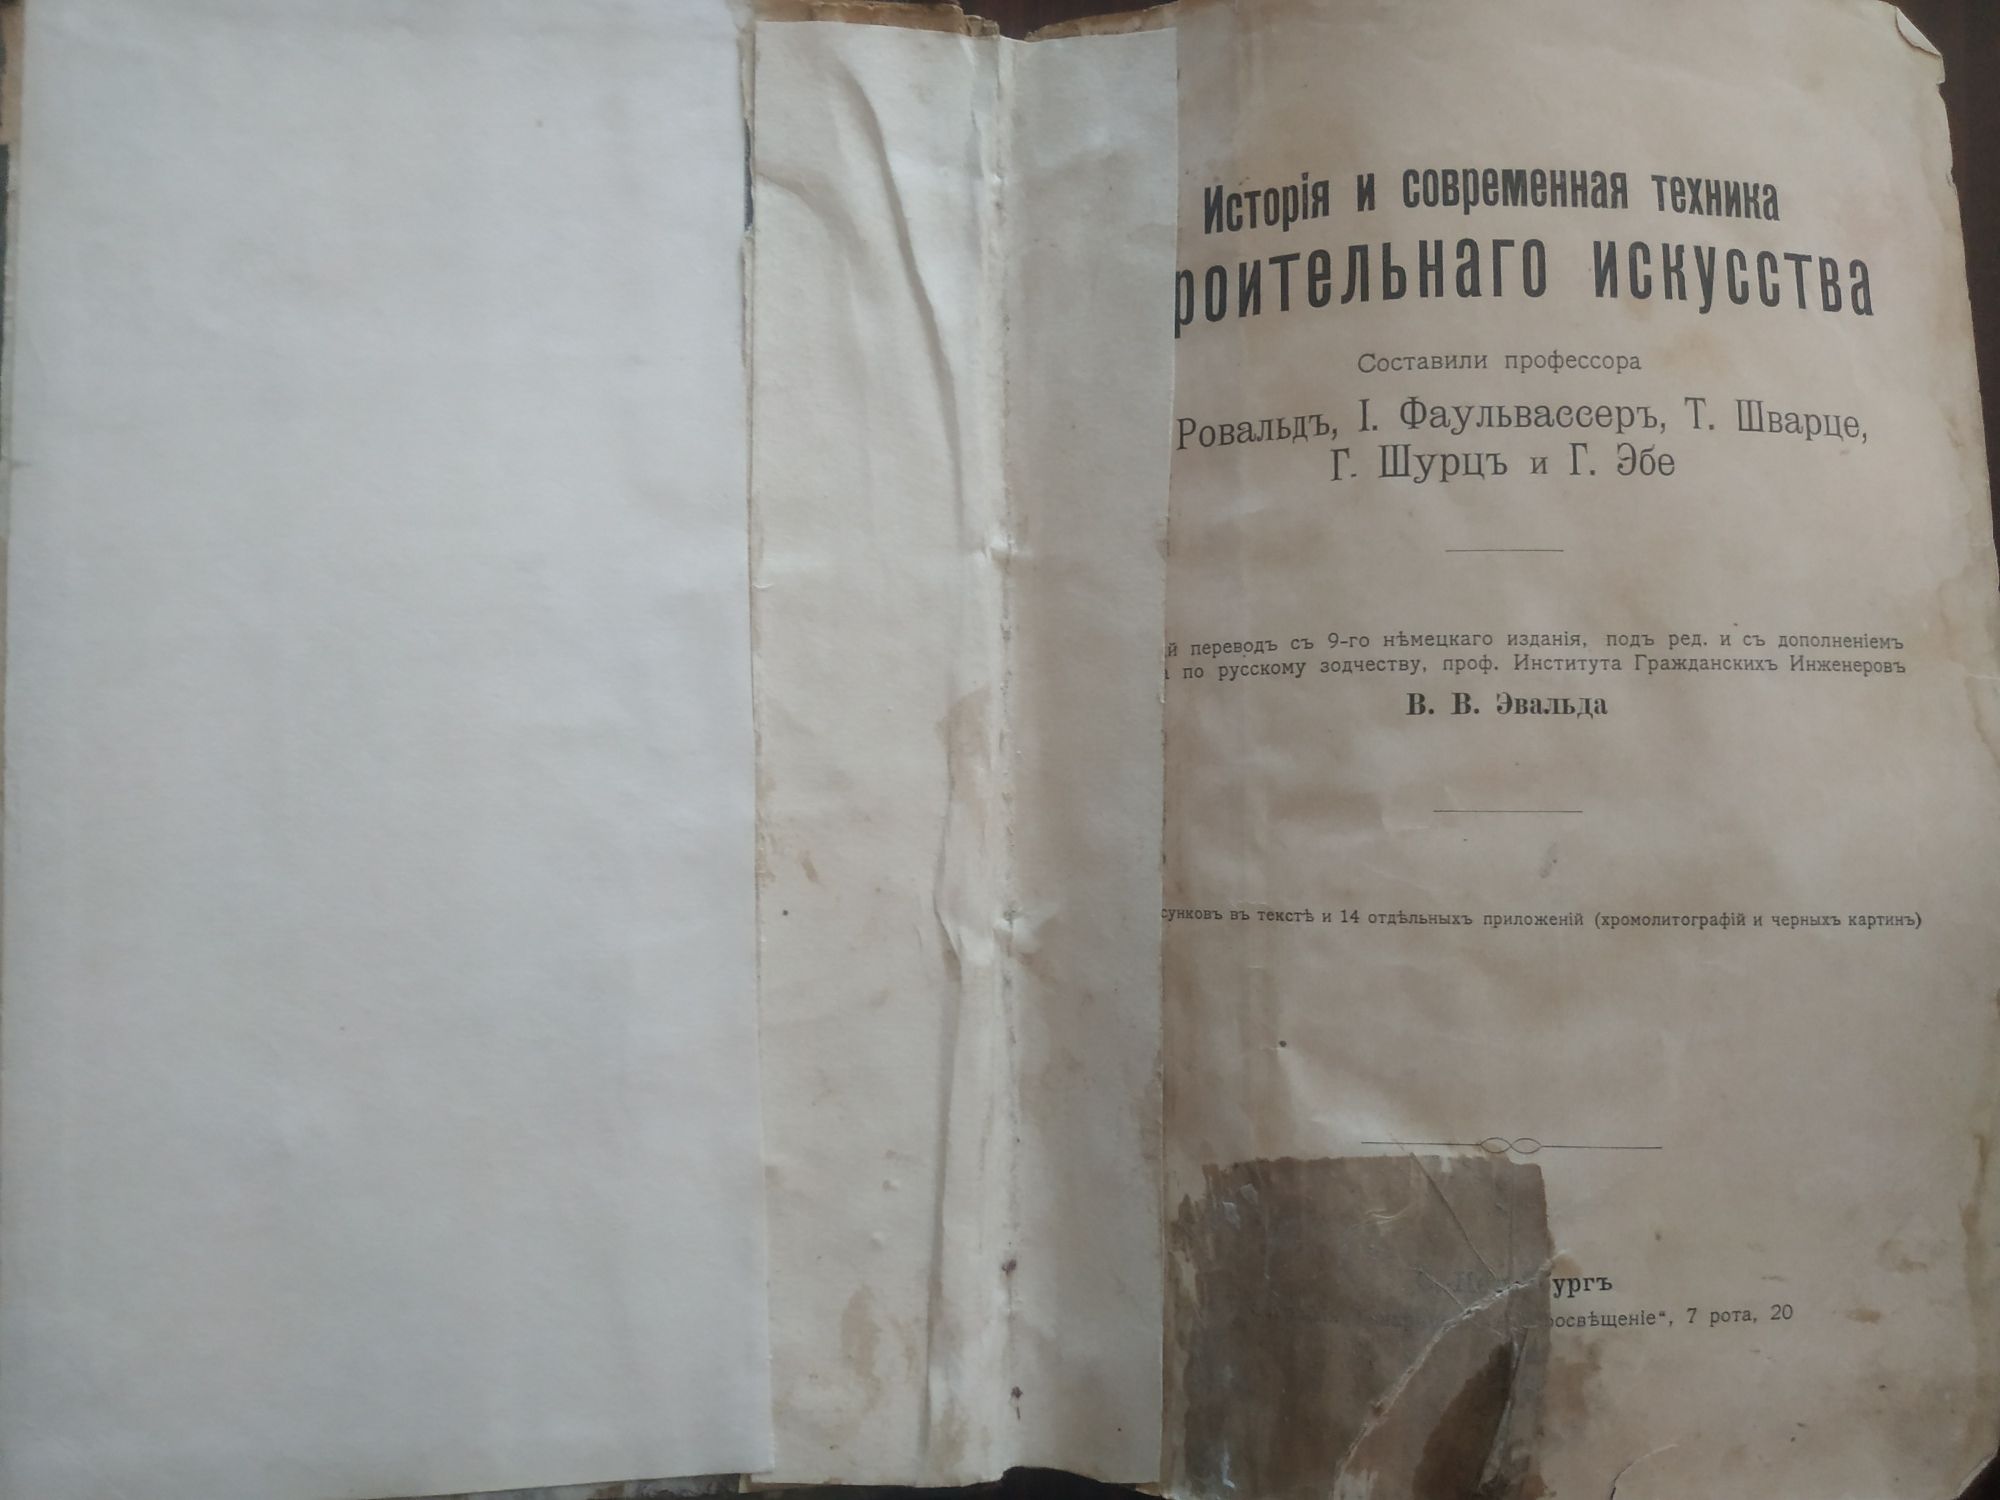 Исторія и современная техника
роительнаго искусства
Составили профессора
Ровальдъ, І. Фаульвассеръ, Т. Шварце,
Г. Шурцъ и Г. Эбе
й переводъ съ 9-го нѣмецкаго изданія, подъ ред. и съ дополненіемъ
по русскому зодчеству, проф. Института Гражданскихъ Инженеровъ
В. В. Эвальда
сунковъ въ текстѣ и 14 отдѣльныхъ приложеній (хромолитографій и черныхъ картинъ)
ургъ
росвѣщеніе“, 7 рота, 20